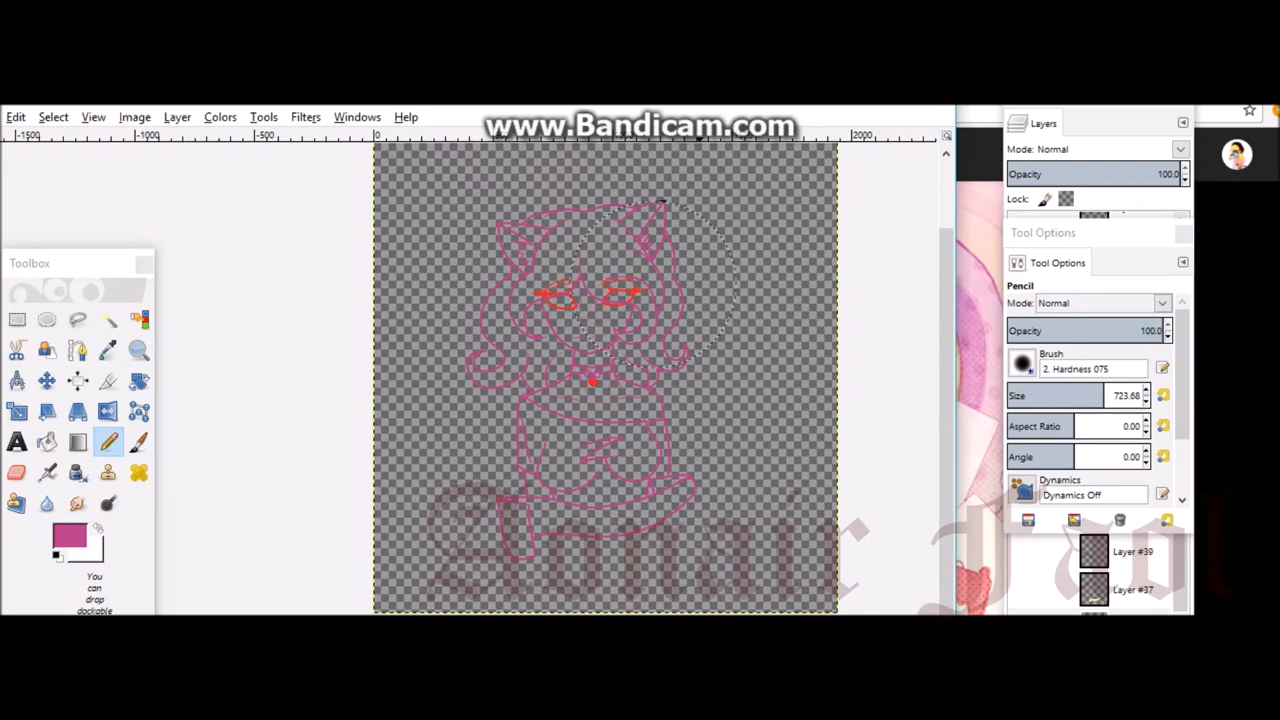 www.Bandicam.com
Edit Select View Image Layer Colors Tools Filters Windows Help
-1500 -1000 -500 0 2000
Layers
Mode: Normal
Opacity 100.0
Lock:
Toolbox
Tool Options
Tool Options
Pencil
Mode: Normal
Opacity 100.0
Brush
2. Hardness 075
Size 723.68
Aspect Ratio 0.00
Angle 0.00
Dynamics
Dynamics Off
Layer #39
Layer #37
You
can
drop
dockable